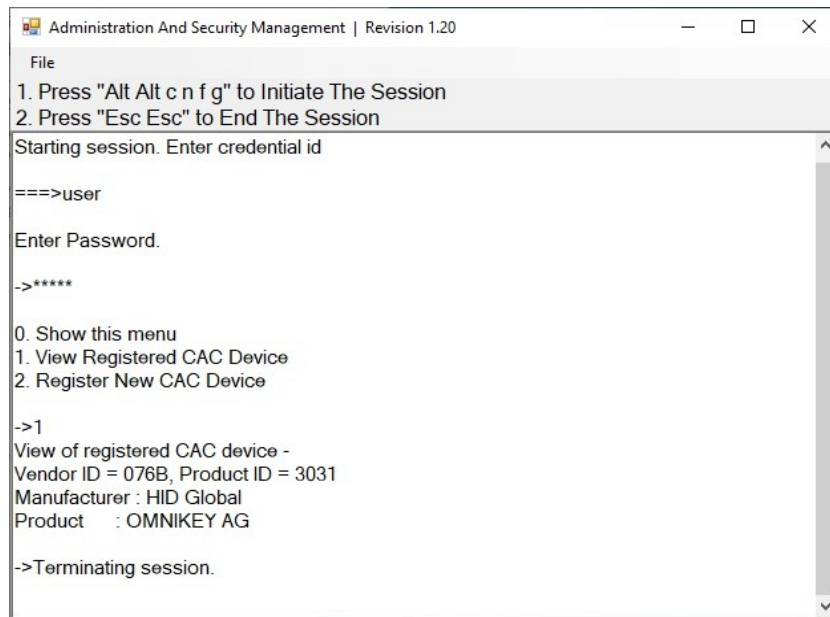 Administration And Security Management | Revision 1.20
File
1. Press "Alt Alt c n f g" to Initiate The Session
2. Press "Esc Esc" to End The Session
Starting session. Enter credential id
===>user
Enter Password.
->*****
0. Show this menu
1. View Registered CAC Device
2. Register New CAC Device
->1
View of registered CAC device -
Vendor ID = 076B, Product ID = 3031
Manufacturer : HID Global
Product : OMNIKEY AG
->Terminating session.